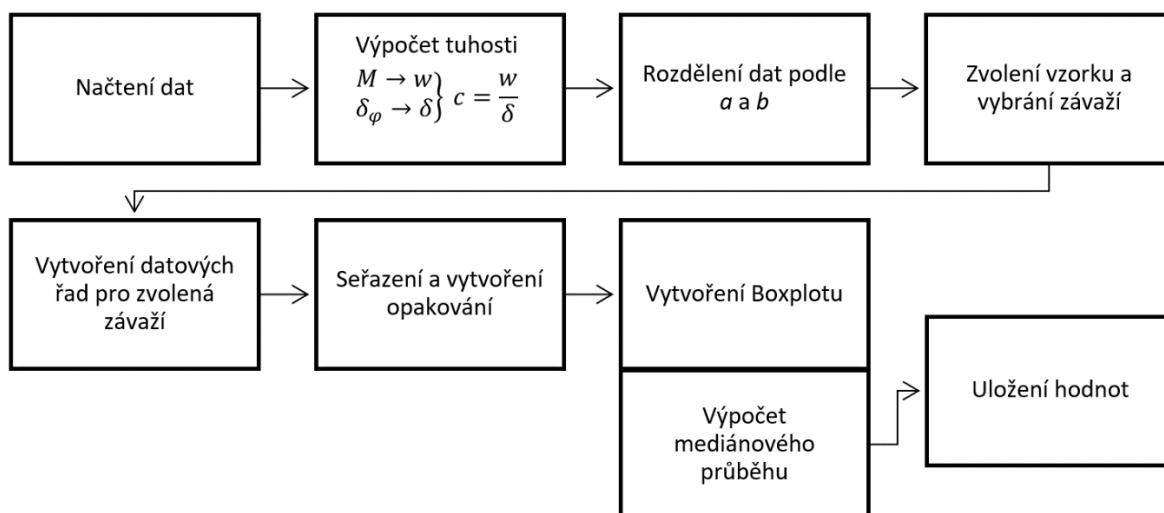 Načtení dat
Výpočet tuhosti
M → w
δφ → δ} c = w/δ
Rozdělení dat podle
a a b
Zvolení vzorku a
vybrání závaží
Vytvoření datových
řad pro zvolená
závaží
Seřazení a vytvoření
opakování
Vytvoření Boxplotu
Výpočet
mediánového
průběhu
Uložení hodnot